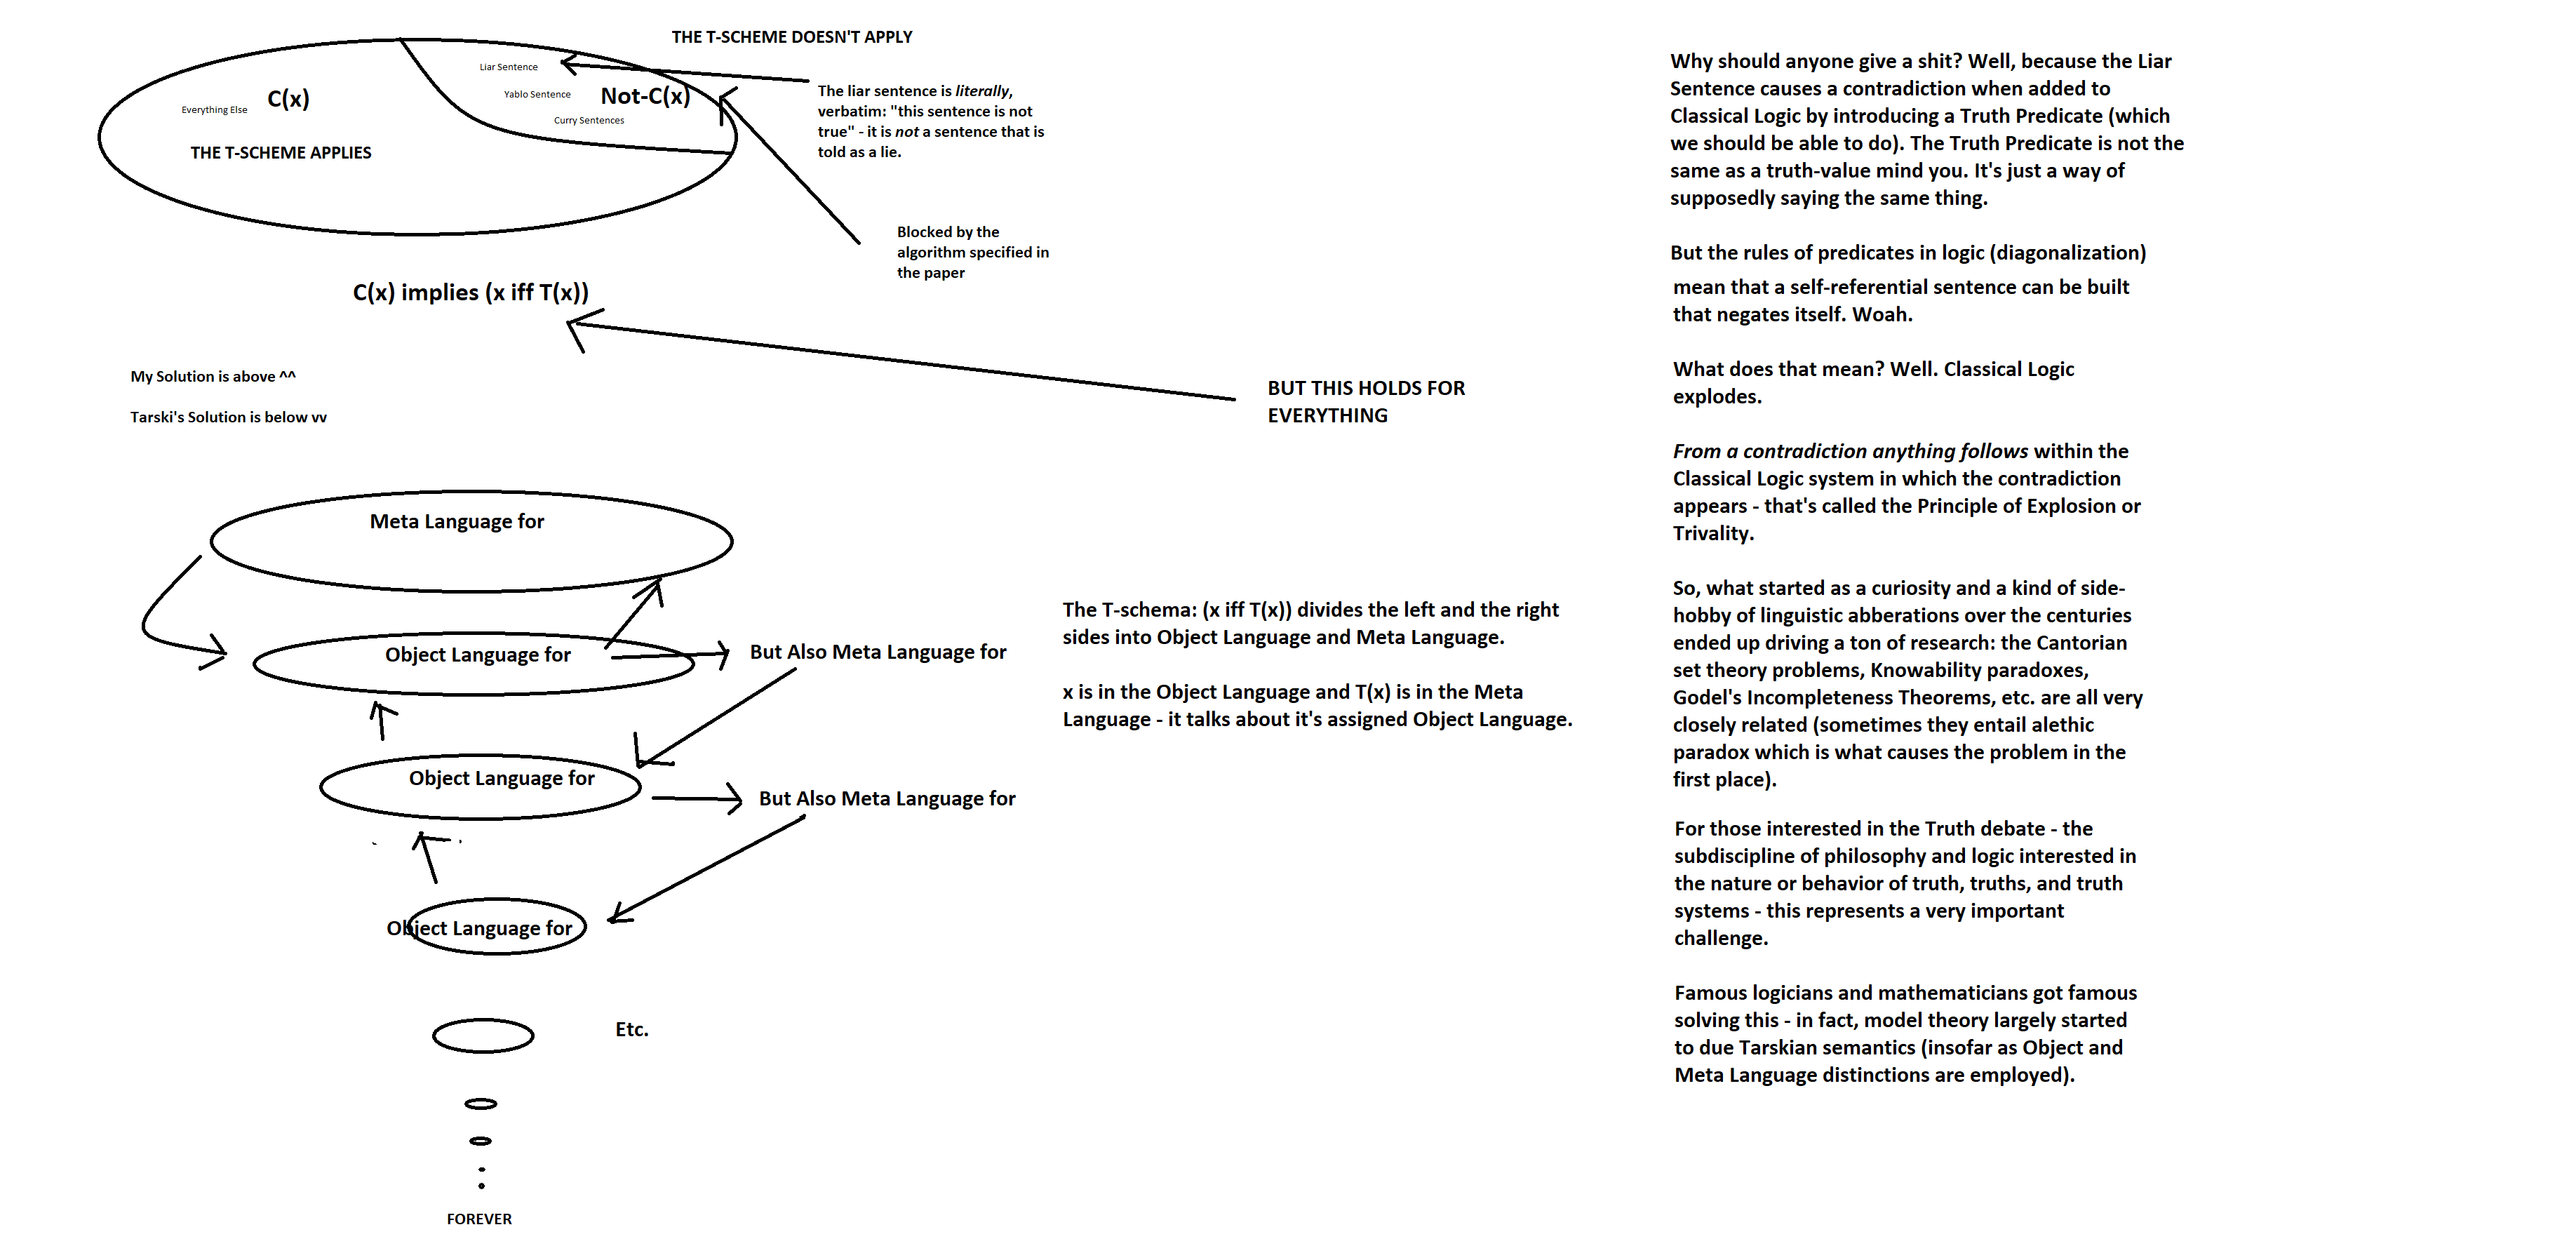 THE T-SCHEME DOESN'T APPLY
Liar Sentence
Yablo Sentence
Not-C(x)
Curry Sentences
C(x)
Everything Else
THE T-SCHEME APPLIES
The liar sentence is literally,
verbatim: "this sentence is not
true" - it is not a sentence that is
told as a lie.
Blocked by the
algorithm specified in
the paper
C(x) implies (x iff T(x))
My Solution is above ^^
Tarski's Solution is below vv
BUT THIS HOLDS FOR
EVERYTHING
Meta Language for
Object Language for
But Also Meta Language for
Object Language for
But Also Meta Language for
Object Language for
Etc.
FOREVER
The T-schema: (x iff T(x)) divides the left and the right
sides into Object Language and Meta Language.
x is in the Object Language and T(x) is in the Meta
Language - it talks about it's assigned Object Language.
Why should anyone give a shit? Well, because the Liar
Sentence causes a contradiction when added to
Classical Logic by introducing a Truth Predicate (which
we should be able to do). The Truth Predicate is not the
same as a truth-value mind you. It's just a way of
supposedly saying the same thing.
But the rules of predicates in logic (diagonalization)
mean that a self-referential sentence can be built
that negates itself. Woah.
What does that mean? Well. Classical Logic
explodes.
From a contradiction anything follows within the
Classical Logic system in which the contradiction
appears - that's called the Principle of Explosion or
Trivality.
So, what started as a curiosity and a kind of side-
hobby of linguistic abberations over the centuries
ended up driving a ton of research: the Cantorian
set theory problems, Knowability paradoxes,
Godel's Incompleteness Theorems, etc. are all very
closely related (sometimes they entail alethic
paradox which is what causes the problem in the
first place).
For those interested in the Truth debate - the
subdiscipline of philosophy and logic interested in
the nature or behavior of truth, truths, and truth
systems - this represents a very important
challenge.
Famous logicians and mathematicians got famous
solving this - in fact, model theory largely started
to due Tarskian semantics (insofar as Object and
Meta Language distinctions are employed).